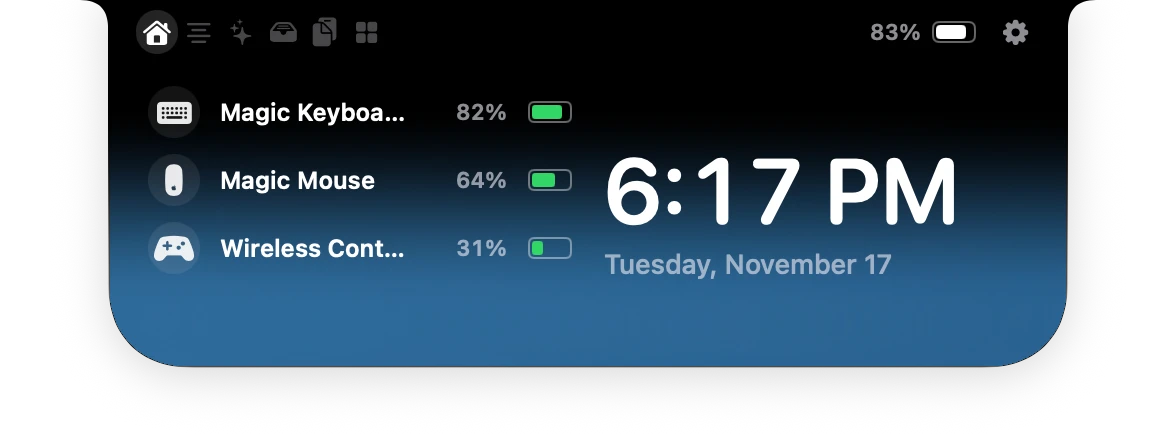 83%
Magic Keyboa... 82%
Magic Mouse 64%
Wireless Cont... 31%
6:17 PM
Tuesday, November 17